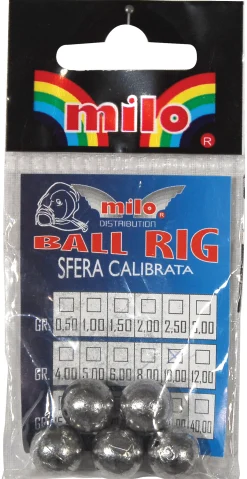 milo ®
milo ®
DISTRIBUTION
BALL RIG
SFERA CALIBRATA
GR. 0,50 1,00 1,50 2,00 2,50 3,00
GR. 4,00 5,00 6,00 8,00 10,00 12,00
40,00